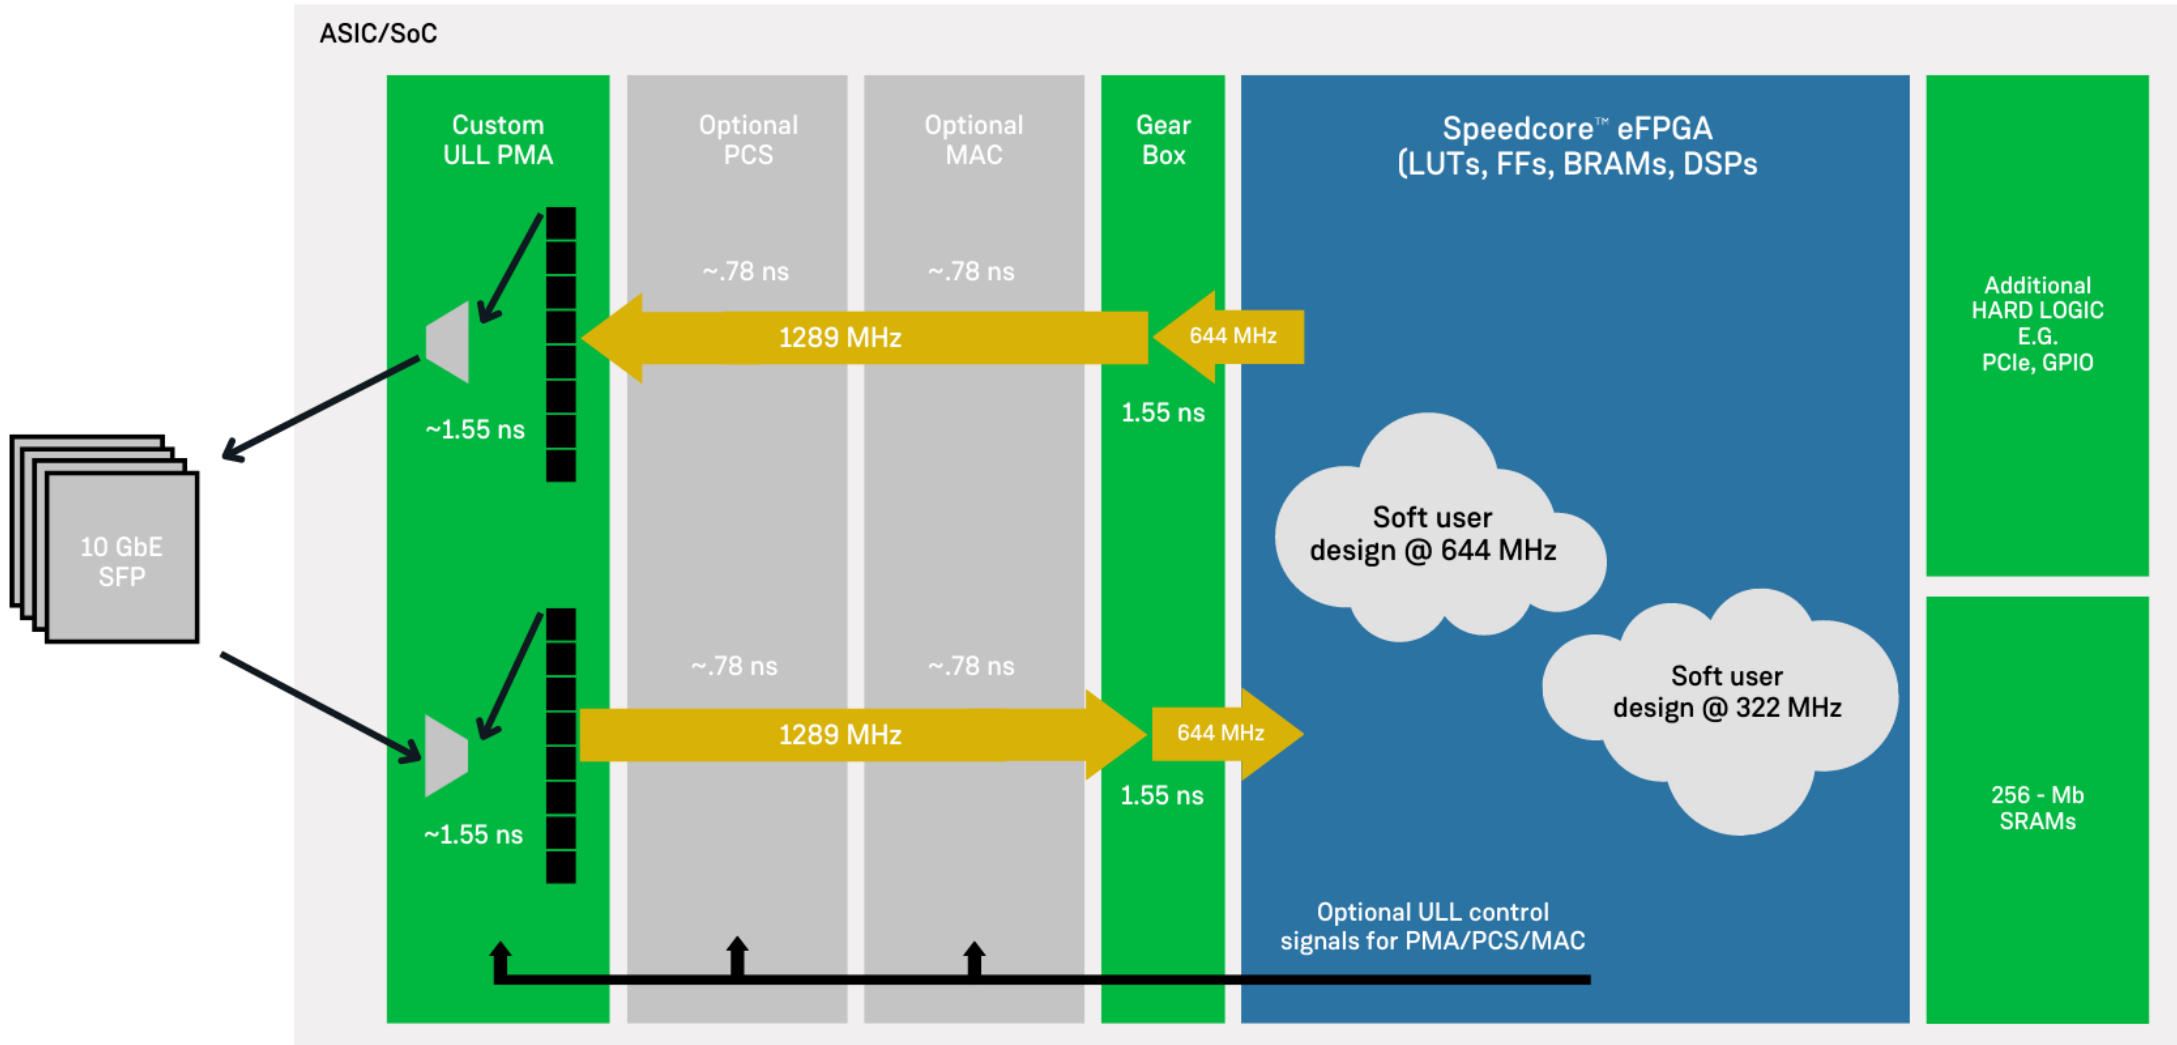 ASIC/SoC
Custom
ULL PMA
Optional
PCS
Optional
MAC
Gear
Box
Speedcore™ eFPGA
(LUTs, FFs, BRAMs, DSPs
~.78 ns
~.78 ns
1289 MHz
644 MHz
~1.55 ns
1.55 ns
Additional
HARD LOGIC
E.G.
PCIe, GPIO
10 GbE
SFP
Soft user
design @ 644 MHz
~.78 ns
~.78 ns
1289 MHz
644 MHz
~1.55 ns
1.55 ns
Soft user
design @ 322 MHz
256 - Mb
SRAMs
Optional ULL control
signals for PMA/PCS/MAC